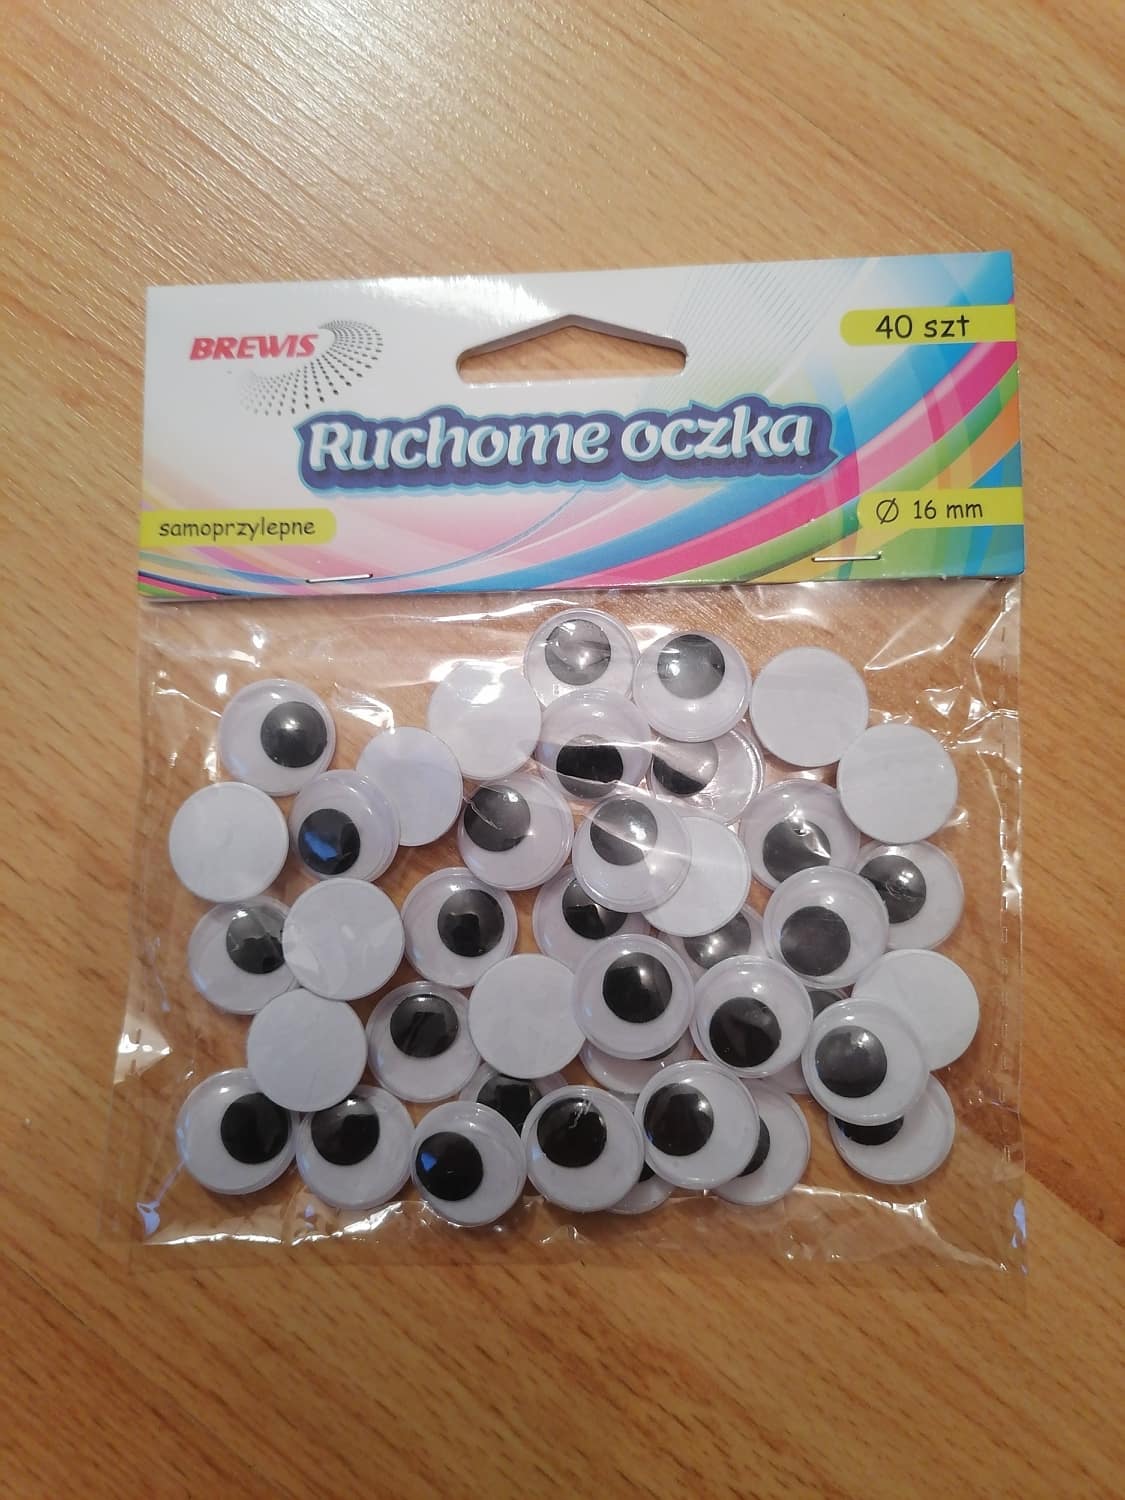 BREWIS
40 szt
Ruchome oczka
samoprzylepne
Ø 16 mm